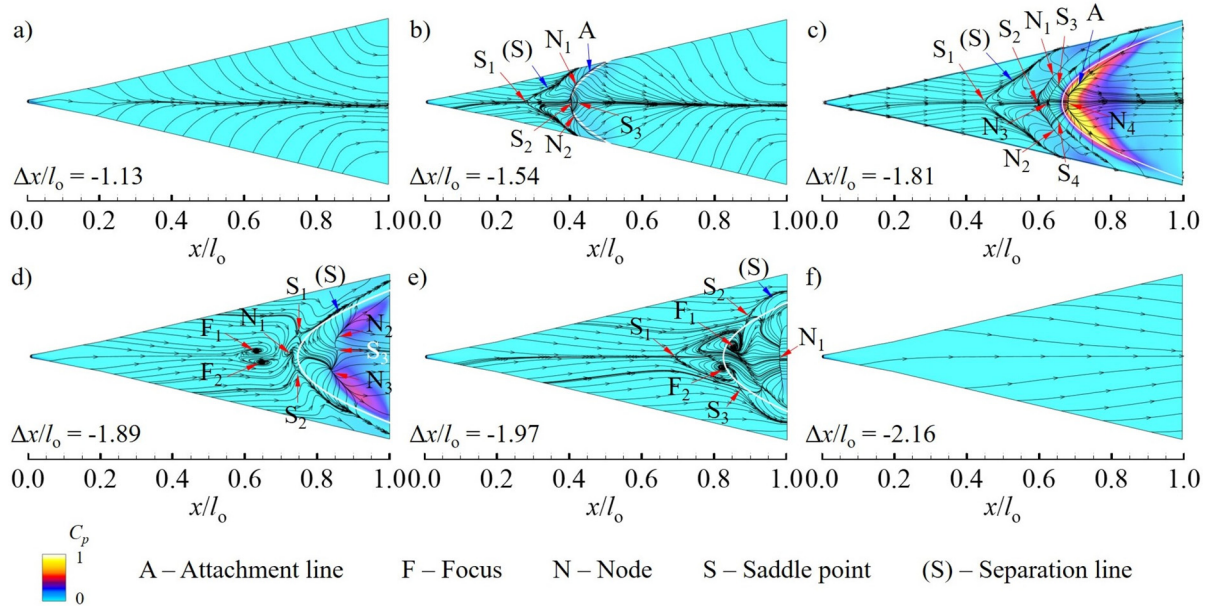 a)
Δx/lₒ = -1.13
0.0 0.2 0.4 0.6 0.8 1.0
x/lₒ
b)
S₁
(S)
N₁
A
S₂
N₂
S₃
Δx/lₒ = -1.54
0.0 0.2 0.4 0.6 0.8 1.0
x/lₒ
c)
S₁
(S)
S₂
N₁
S₃
A
N₃
N₂
N₄
S₄
Δx/lₒ = -1.81
0.0 0.2 0.4 0.6 0.8 1.0
x/lₒ
d)
F₁
N₁
S₁
(S)
N₂
S₃
F₂
N₃
S₂
Δx/lₒ = -1.89
0.0 0.2 0.4 0.6 0.8 1.0
x/lₒ
e)
S₁
F₁
S₂
(S)
N₁
F₂
S₃
Δx/lₒ = -1.97
0.0 0.2 0.4 0.6 0.8 1.0
x/lₒ
f)
Δx/lₒ = -2.16
0.0 0.2 0.4 0.6 0.8 1.0
x/lₒ
Cₚ
1
0
A – Attachment line F – Focus N – Node S – Saddle point (S) – Separation line